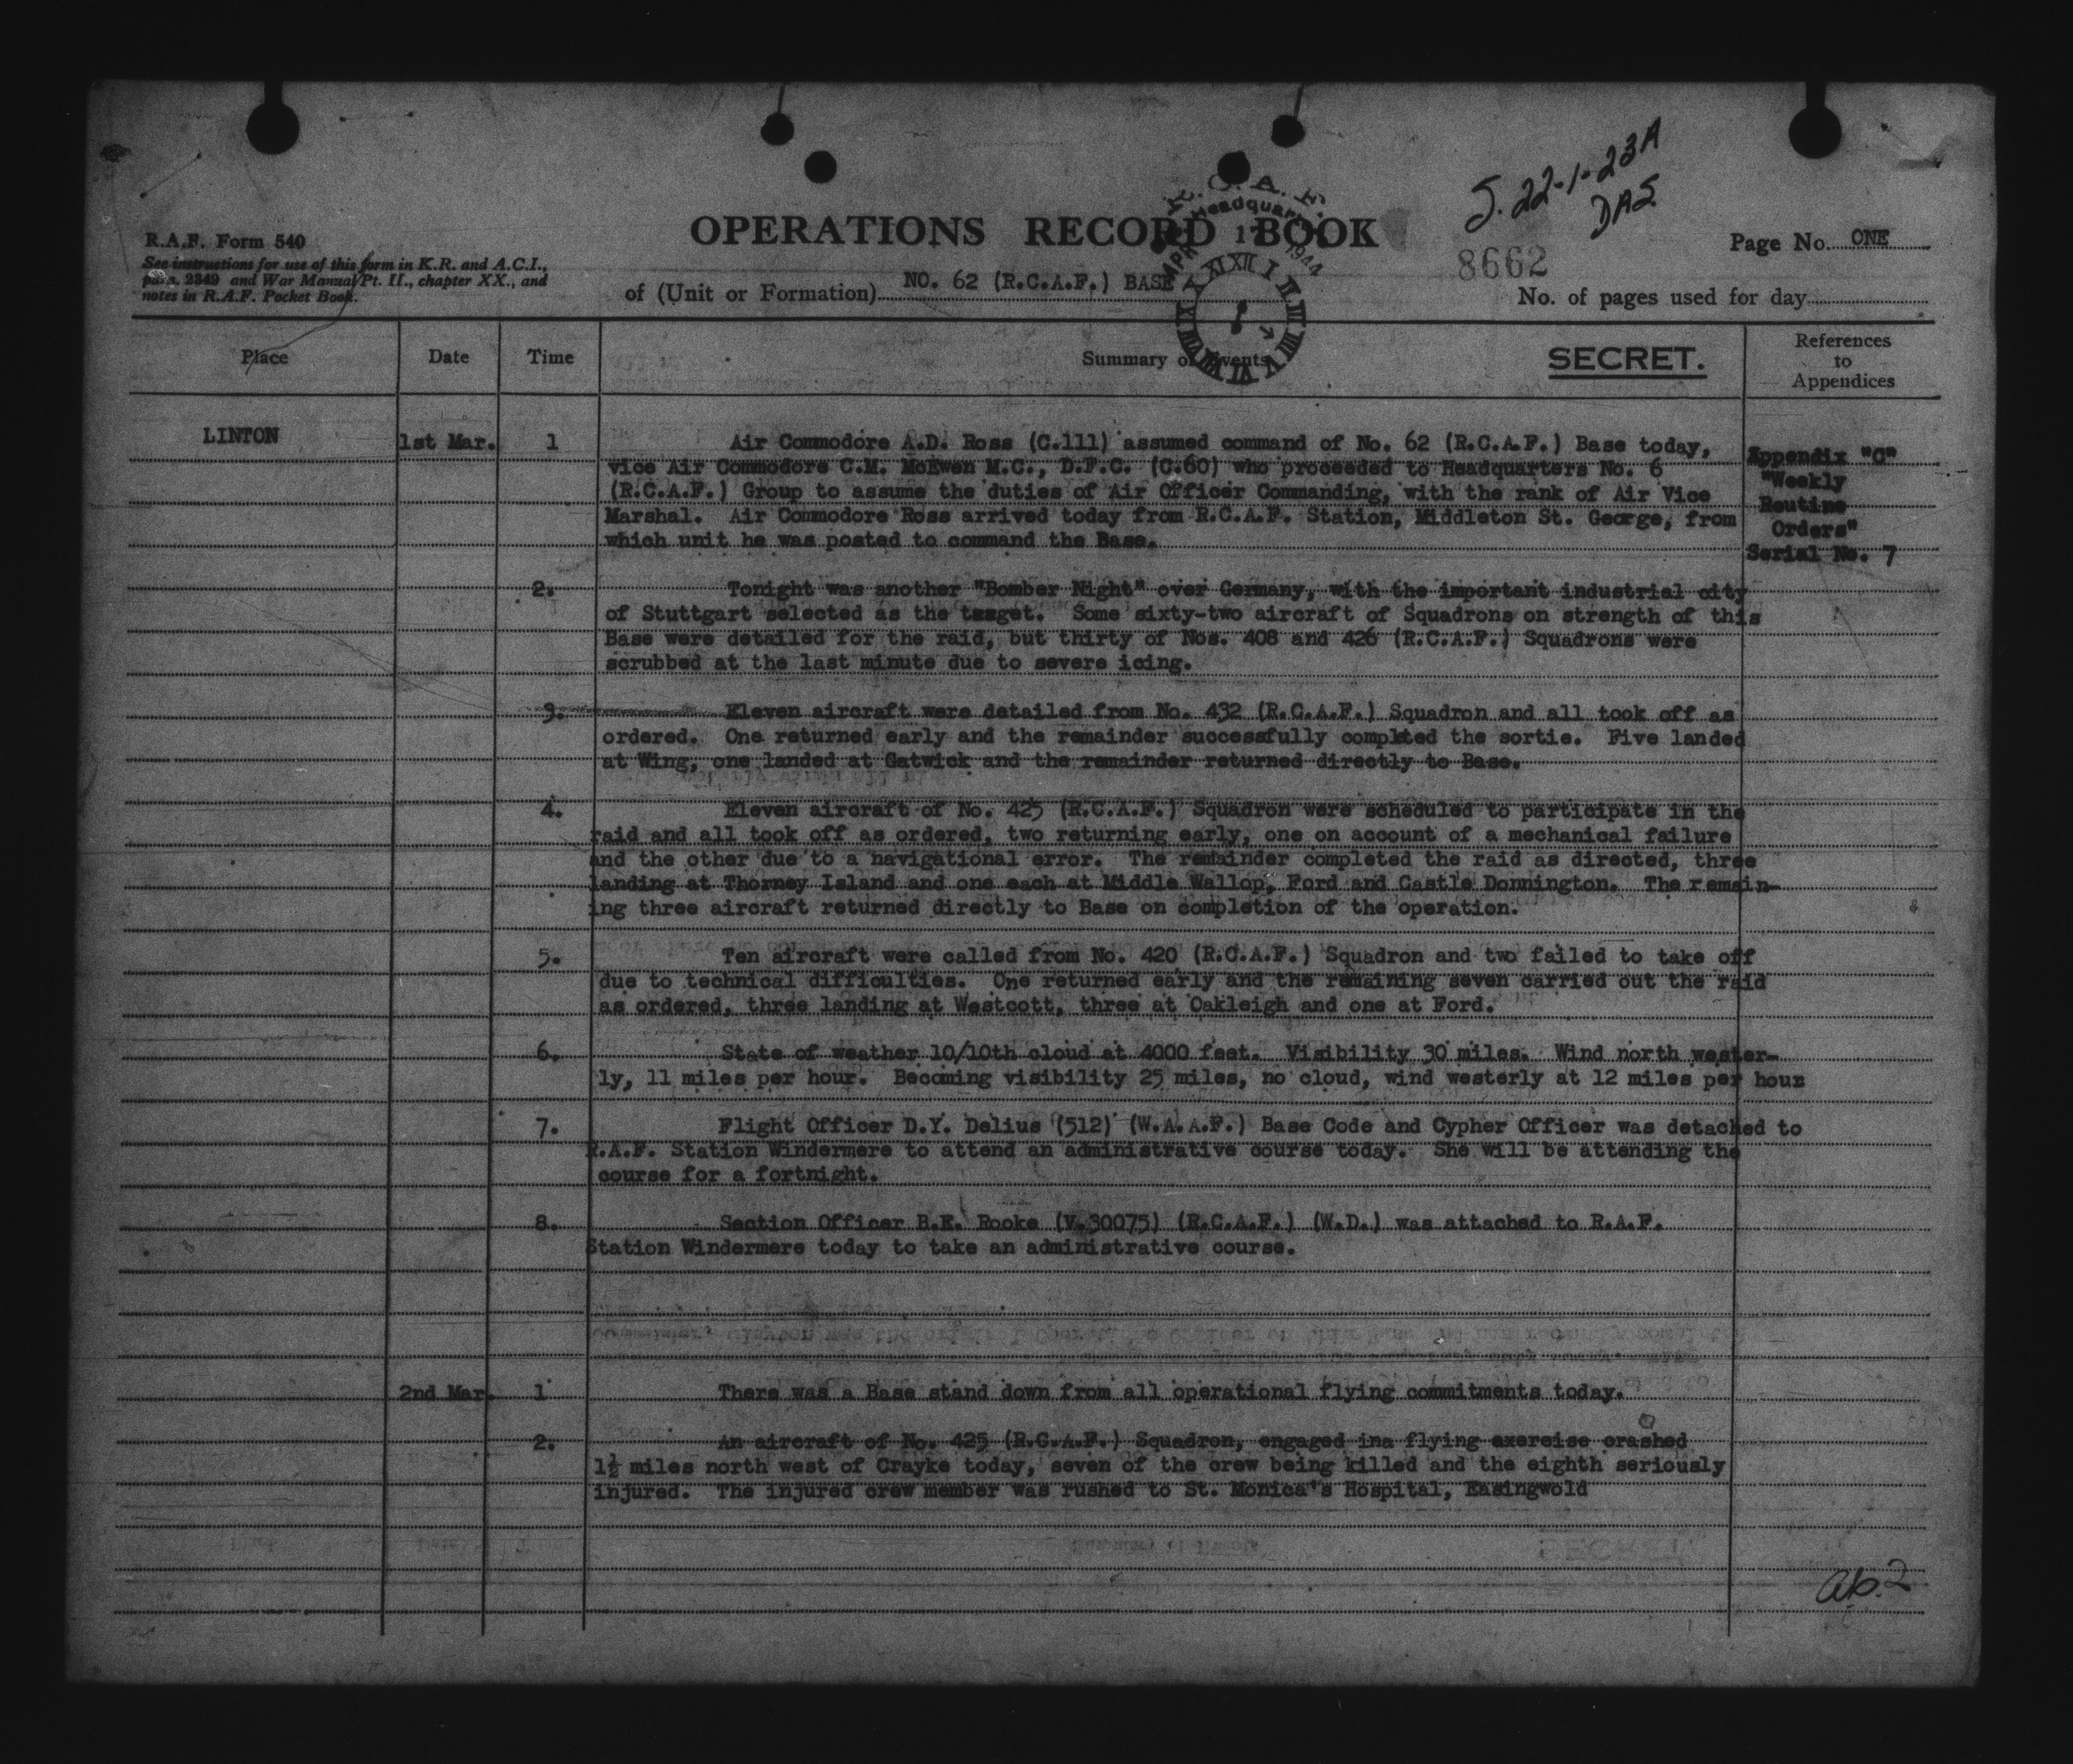 S. 22-1-23A
DAS
R.A.F. Form 540
See instructions for use of this form in K.R. and A.C.I.,
para. 2349 and War Manual Pt. II., chapter XX., and
notes in R.A.F. Pocket Book.
OPERATIONS RECORD BOOK
R.C.A.F.
Headquarters
APR 17 1944
8662
Page No. ONE
of (Unit or Formation) NO. 62 (R.C.A.F.) BASE
No. of pages used for day
Place Date Time Summary of Events SECRET. References to Appendices
LINTON 1st Mar. 1 Air Commodore A.D. Ross (C.111) assumed command of No. 62 (R.C.A.F.) Base today,
vice Air Commodore C.M. McEwen M.C., D.F.C. (C.60) who proceeded to Headquarters No. 6
(R.C.A.F.) Group to assume the duties of Air Officer Commanding, with the rank of Air Vice
Marshal. Air Commodore Ross arrived today from R.C.A.F. Station, Middleton St. George, from
which unit he was posted to command the Base.
Appendix "C"
"Weekly
Routine
Orders"
Serial No. 7
2. Tonight was another "Bomber Night" over Germany, with the important industrial city
of Stuttgart selected as the target. Some sixty-two aircraft of Squadrons on strength of this
Base were detailed for the raid, but thirty of Nos. 408 and 426 (R.C.A.F.) Squadrons were
scrubbed at the last minute due to severe icing.
3. Eleven aircraft were detailed from No. 432 (R.C.A.F.) Squadron and all took off as
ordered. One returned early and the remainder successfully completed the sortie. Five landed
at Wing, one landed at Gatwick and the remainder returned directly to Base.
4. Eleven aircraft of No. 425 (R.C.A.F.) Squadron were scheduled to participate in the
raid and all took off as ordered, two returning early, one on account of a mechanical failure
and the other due to a navigational error. The remainder completed the raid as directed, three
landing at Thorney Island and one each at Middle Wallop, Ford and Castle Donnington. The remain-
ing three aircraft returned directly to Base on completion of the operation.
5. Ten aircraft were called from No. 420 (R.C.A.F.) Squadron and two failed to take off
due to technical difficulties. One returned early and the remaining seven carried out the raid
as ordered, three landing at Westcott, three at Oakleigh and one at Ford.
6. State of weather 10/10th cloud at 4000 feet. Visibility 30 miles. Wind north wester-
ly, 11 miles per hour. Becoming visibility 25 miles, no cloud, wind westerly at 12 miles per hour
7. Flight Officer D.Y. Delius (512) (W.A.A.F.) Base Code and Cypher Officer was detached to
R.A.F. Station Windermere to attend an administrative course today. She will be attending the
course for a fortnight.
8. Section Officer B.E. Rooke (V.30075) (R.C.A.F.) (W.D.) was attached to R.A.F.
Station Windermere today to take an administrative course.
2nd Mar. 1 There was a Base stand down from all operational flying commitments today.
2. An aircraft of No. 425 (R.C.A.F.) Squadron, engaged ina flying exercise crashed
1½ miles north west of Crayke today, seven of the crew being killed and the eighth seriously
injured. The injured crew member was rushed to St. Monica's Hospital, Easingwold